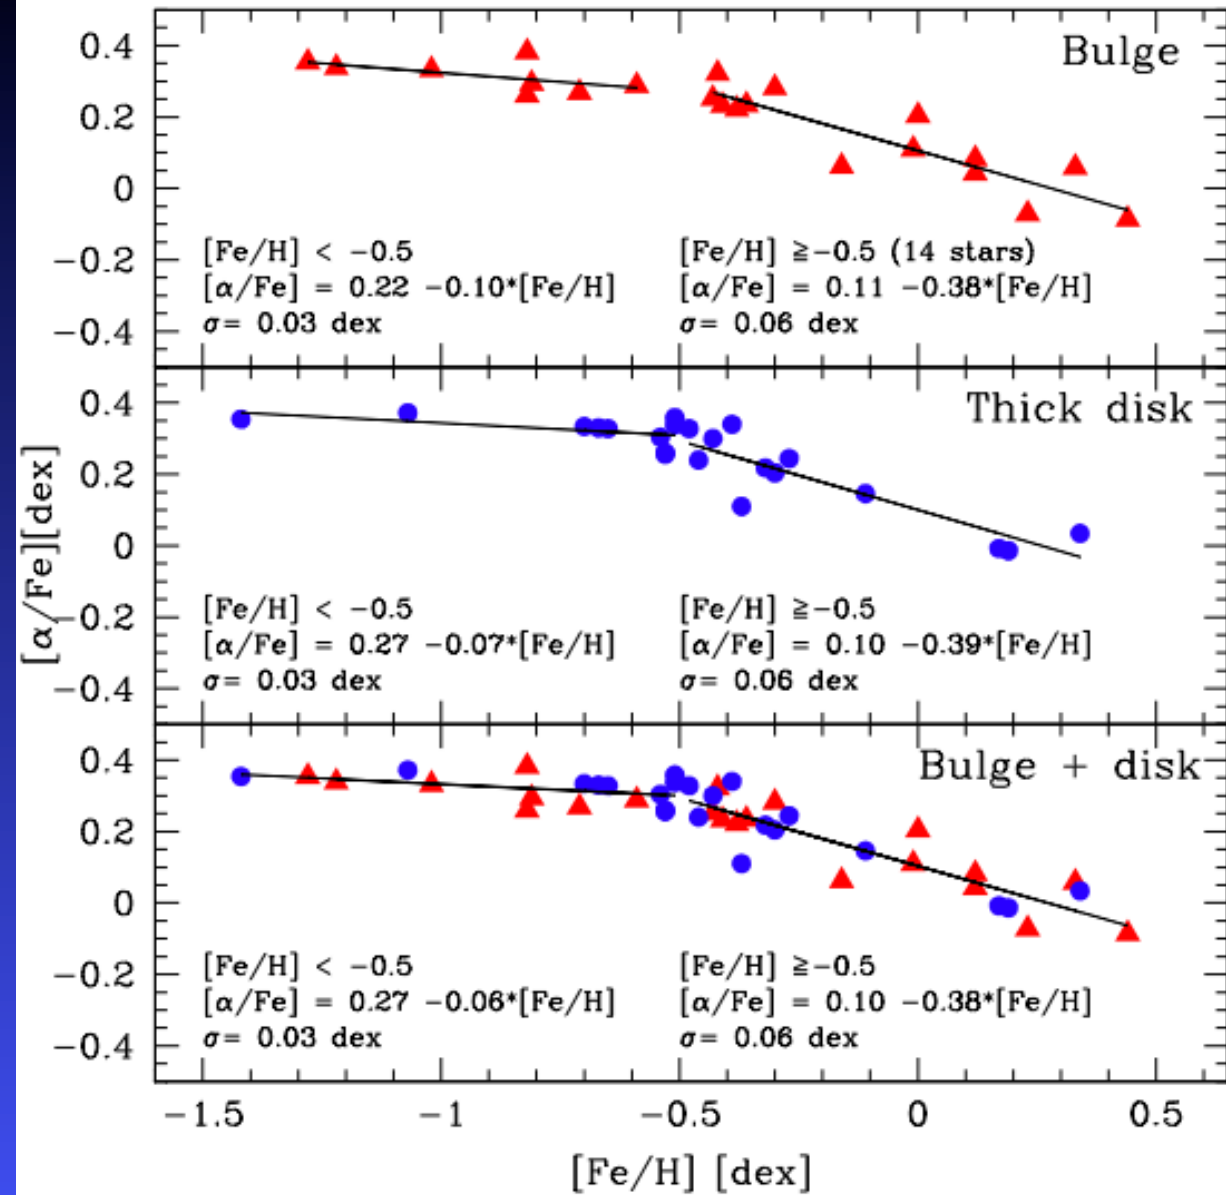 Bulge
0.4
0.2
0
−0.2
−0.4
[Fe/H] < −0.5
[α/Fe] = 0.22 −0.10*[Fe/H]
σ= 0.03 dex
[Fe/H] ≧−0.5 (14 stars)
[α/Fe] = 0.11 −0.38*[Fe/H]
σ= 0.06 dex
Thick disk
0.4
0.2
0
−0.2
−0.4
[Fe/H] < −0.5
[α/Fe] = 0.27 −0.07*[Fe/H]
σ= 0.03 dex
[Fe/H] ≧−0.5
[α/Fe] = 0.10 −0.39*[Fe/H]
σ= 0.06 dex
[α/Fe][dex]
Bulge + disk
0.4
0.2
0
−0.2
−0.4
[Fe/H] < −0.5
[α/Fe] = 0.27 −0.06*[Fe/H]
σ= 0.03 dex
[Fe/H] ≧−0.5
[α/Fe] = 0.10 −0.38*[Fe/H]
σ= 0.06 dex
−1.5 −1 −0.5 0 0.5
[Fe/H] [dex]